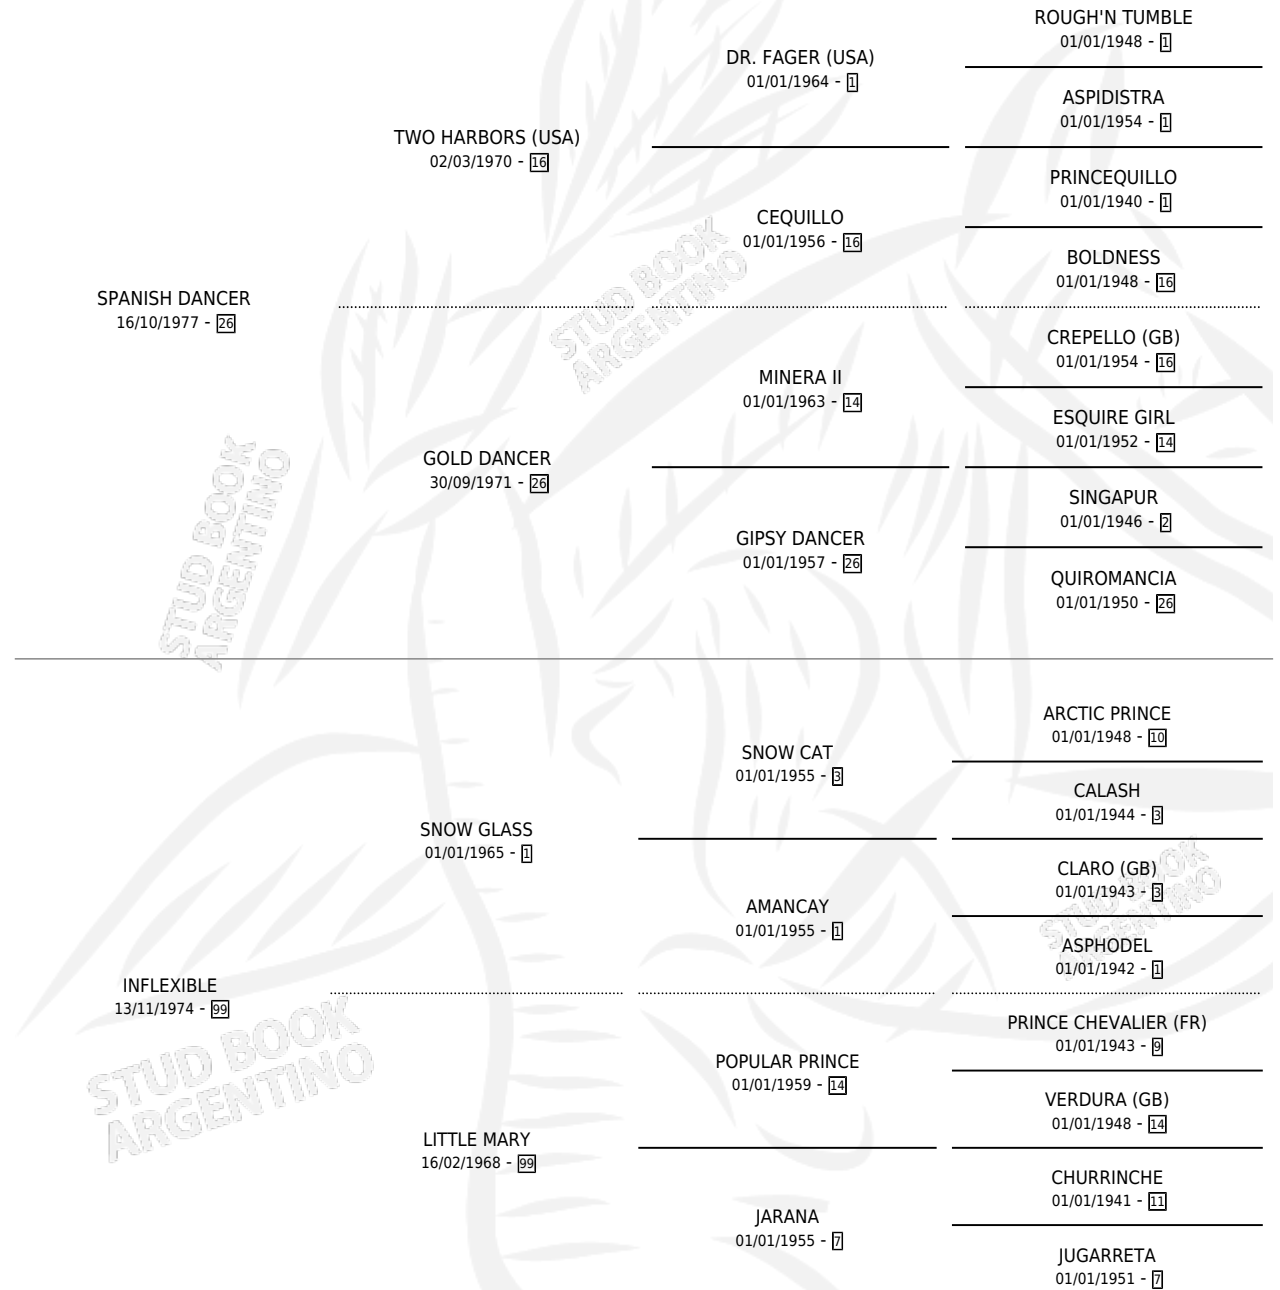 ROUGH'N TUMBLE
01/01/1948 - 1
DR. FAGER (USA)
01/01/1964 - 1
ASPIDISTRA
01/01/1954 - 1
TWO HARBORS (USA)
02/03/1970 - 16
PRINCEQUILLO
01/01/1940 - 1
CEQUILLO
01/01/1956 - 16
BOLDNESS
01/01/1948 - 16
SPANISH DANCER
16/10/1977 - 26
STUD BOOK
ARGENTINO
CREPELLO (GB)
01/01/1954 - 16
MINERA II
01/01/1963 - 14
ESQUIRE GIRL
01/01/1952 - 14
GOLD DANCER
30/09/1971 - 26
SINGAPUR
01/01/1946 - 2
GIPSY DANCER
01/01/1957 - 26
QUIROMANCIA
01/01/1950 - 26
STUD BOOK
ARGENTINO
ARCTIC PRINCE
01/01/1948 - 10
SNOW CAT
01/01/1955 - 3
CALASH
01/01/1944 - 3
SNOW GLASS
01/01/1965 - 1
CLARO (GB)
01/01/1943 - 3
AMANCAY
01/01/1955 - 1
ASPHODEL
01/01/1942 - 1
STUD BOOK
ARGENTINO
INFLEXIBLE
13/11/1974 - 99
PRINCE CHEVALIER (FR)
01/01/1943 - 9
POPULAR PRINCE
01/01/1959 - 14
VERDURA (GB)
01/01/1948 - 14
STUD BOOK
ARGENTINO
LITTLE MARY
16/02/1968 - 99
CHURRINCHE
01/01/1941 - 11
JARANA
01/01/1955 - 7
JUGARRETA
01/01/1951 - 7